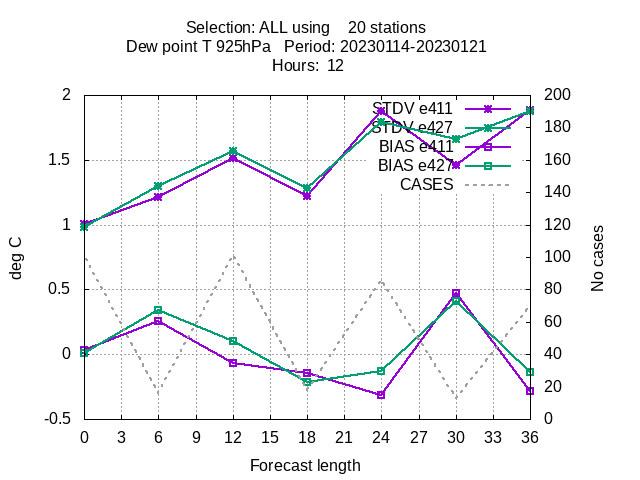 Selection: ALL using 20 stations
Dew point T 925hPa Period: 20230114-20230121
Hours: 12
STDV e411
STDV e427
BIAS e411
BIAS e427
CASES
2
1.5
1
0.5
0
-0.5
deg C
200
180
160
140
120
100
80
60
40
20
0
No cases
0 3 6 9 12 15 18 21 24 27 30 33 36
Forecast length